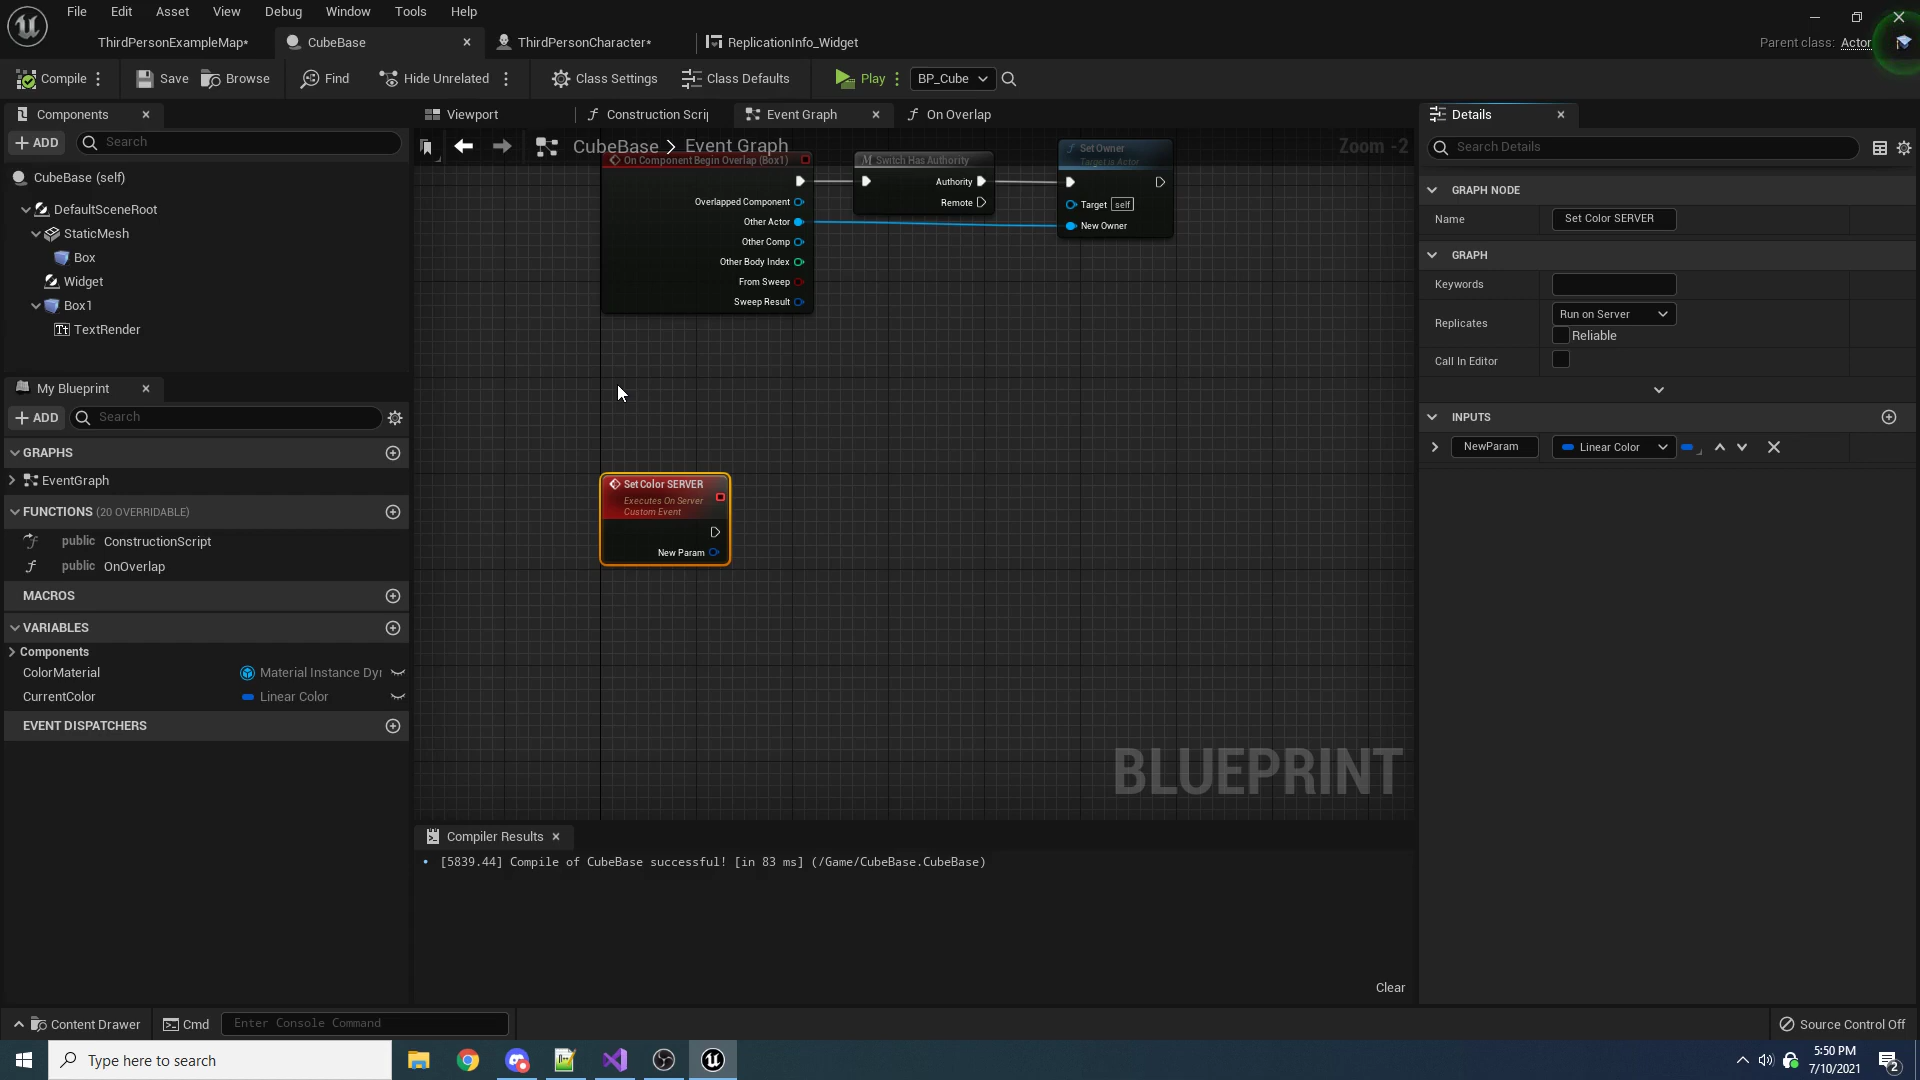 File Edit Asset View Debug Window Tools Help
ThirdPersonExampleMap* CubeBase ThirdPersonCharacter* ReplicationInfo_Widget Parent class: Actor
Compile Save Browse Find Hide Unrelated Class Settings Class Defaults Play BP_Cube
Components Viewport Construction Scrip Event Graph On Overlap Details
ADD Search CubeBase > Event Graph Zoom -2 Search Details
CubeBase (self)
DefaultSceneRoot
StaticMesh
Box
Widget
Box1
TextRender
On Component Begin Overlap (Box1)
Overlapped Component
Other Actor
Other Comp
Other Body Index
From Sweep
Sweep Result
Switch Has Authority
Authority
Remote
Set Owner
Target is Actor
Target self
New Owner
My Blueprint
ADD Search
GRAPHS
EventGraph
FUNCTIONS (20 OVERRIDABLE)
public ConstructionScript
public OnOverlap
MACROS
VARIABLES
Components
ColorMaterial Material Instance Dyn
CurrentColor Linear Color
EVENT DISPATCHERS
Set Color SERVER
Executes On Server
Custom Event
New Param
BLUEPRINT
GRAPH NODE
Name Set Color SERVER
GRAPH
Keywords
Replicates Run on Server
Reliable
Call In Editor
INPUTS
NewParam Linear Color
Compiler Results
[5839.44] Compile of CubeBase successful! [in 83 ms] (/Game/CubeBase.CubeBase)
Clear
Content Drawer Cmd Enter Console Command Source Control Off
Type here to search
5:50 PM
7/10/2021
2